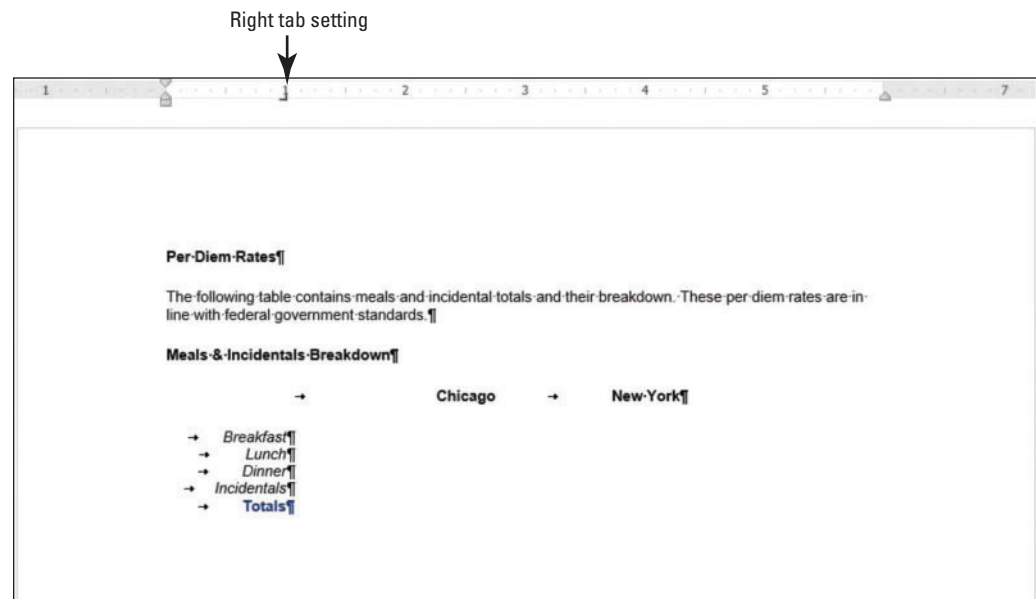 Right tab setting
1 1 2 3 4 5 7
Per·Diem·Rates¶
The·following·table·contains·meals·and·incidental·totals·and·their·breakdown.·These·per·diem·rates·are·in·
line·with·federal·government·standards.¶
Meals·&·Incidentals·Breakdown¶
→ Chicago → New·York¶
→ Breakfast¶
→ Lunch¶
→ Dinner¶
→ Incidentals¶
→ Totals¶